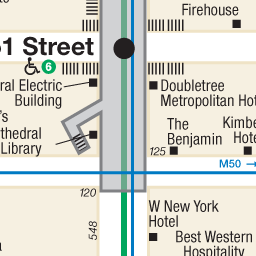 Firehouse
51 Street
6
ral Electric
Building
Doubletree
Metropolitan Hot
's
thedral
Library
The
Benjamin
Kimbe
Hote
125
M50 →
120
548
W New York
Hotel
Best Western
Hospitality